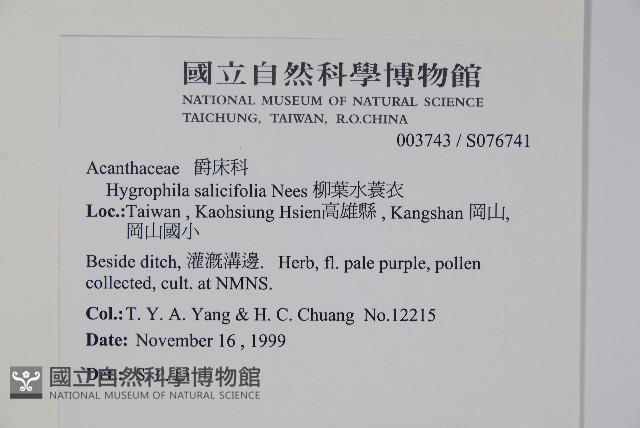 國立自然科學博物館
NATIONAL MUSEUM OF NATURAL SCIENCE
TAICHUNG, TAIWAN, R.O.CHINA
003743 / S076741
Acanthaceae 爵床科
Hygrophila salicifolia Nees 柳葉水蓑衣
Loc.:Taiwan , Kaohsiung Hsien高雄縣 , Kangshan 岡山,
岡山國小
Beside ditch, 灌溉溝邊. Herb, fl. pale purple, pollen
collected, cult. at NMNS.
Col.: T. Y. A. Yang & H. C. Chuang No.12215
Date: November 16 , 1999
Det.:
國立自然科學博物館
NATIONAL MUSEUM OF NATURAL SCIENCE